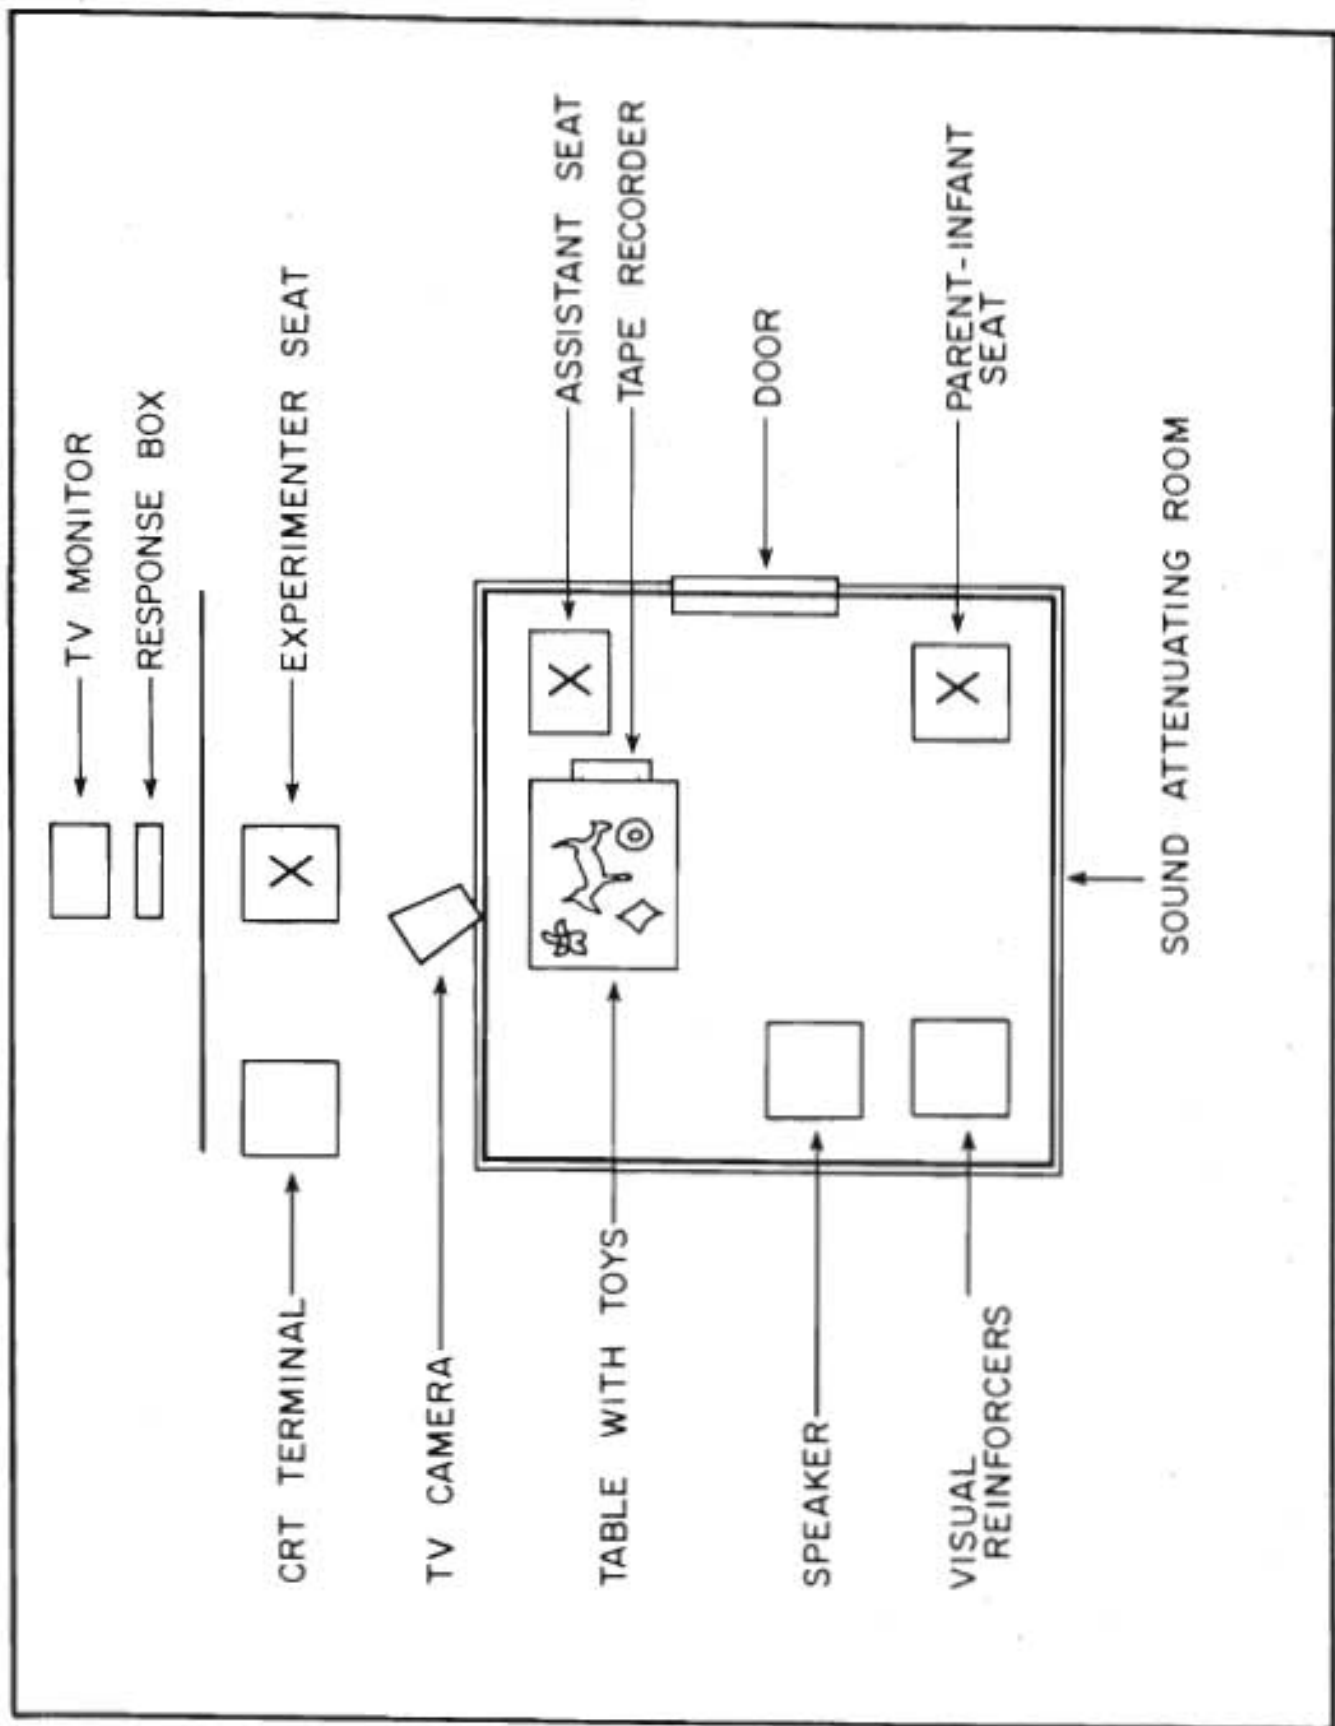 TV MONITOR
RESPONSE BOX
EXPERIMENTER SEAT
CRT TERMINAL
TV CAMERA
ASSISTANT SEAT
TAPE RECORDER
TABLE WITH TOYS
DOOR
SPEAKER
PARENT-INFANT
SEAT
VISUAL
REINFORCERS
SOUND ATTENUATING ROOM
X
X
X